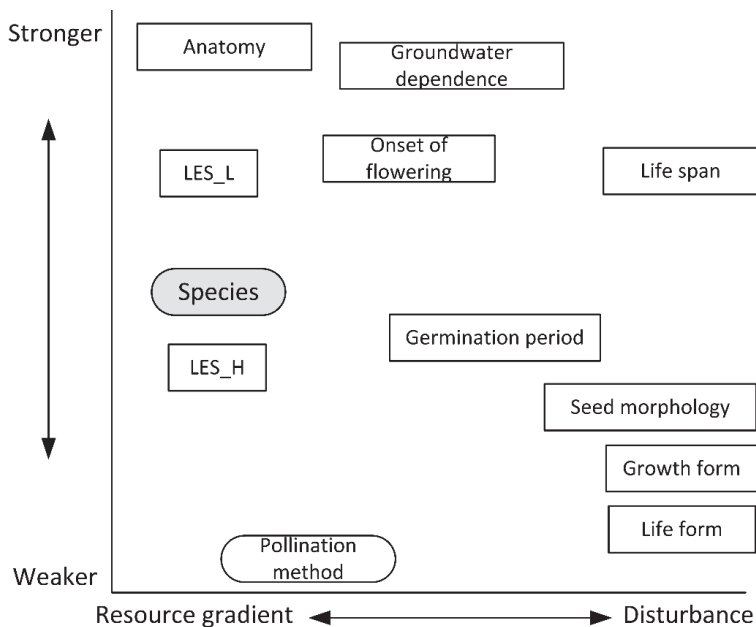 Stronger
Anatomy
Groundwater
dependence
Onset of
flowering
LES_L
Life span
Species
Germination period
LES_H
Seed morphology
Growth form
Life form
Pollination
method
Weaker
Resource gradient
Disturbance